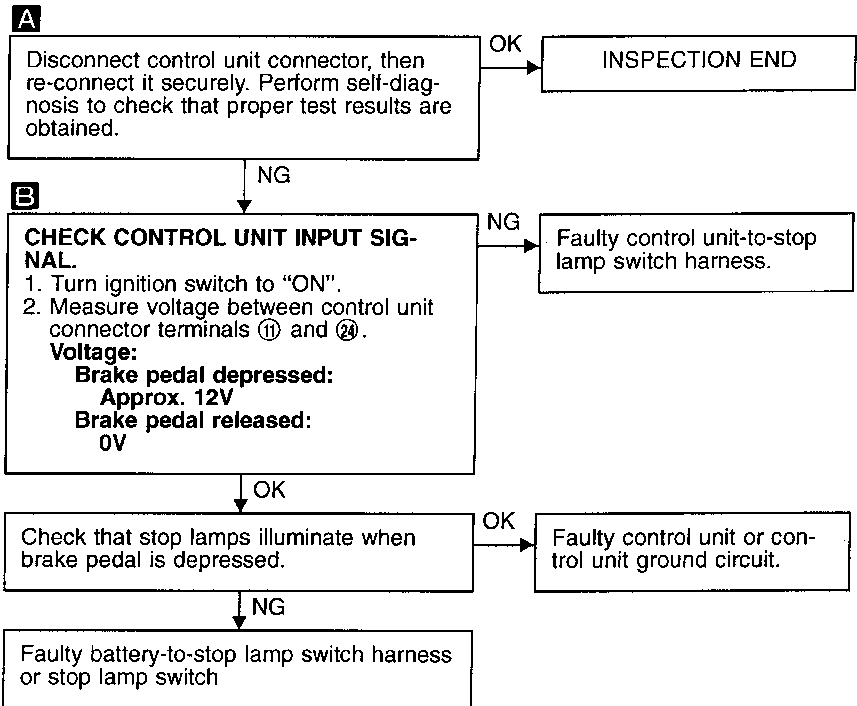 A
Disconnect control unit connector, then
re-connect it securely. Perform self-diag-
nosis to check that proper test results are
obtained.
OK
INSPECTION END
NG
B
CHECK CONTROL UNIT INPUT SIG-
NAL.
1. Turn ignition switch to “ON”.
2. Measure voltage between control unit
connector terminals ⑪ and ㉔.
Voltage:
Brake pedal depressed:
Approx. 12V
Brake pedal released:
0V
NG
Faulty control unit-to-stop
lamp switch harness.
OK
Check that stop lamps illuminate when
brake pedal is depressed.
OK
Faulty control unit or con-
trol unit ground circuit.
NG
Faulty battery-to-stop lamp switch harness
or stop lamp switch